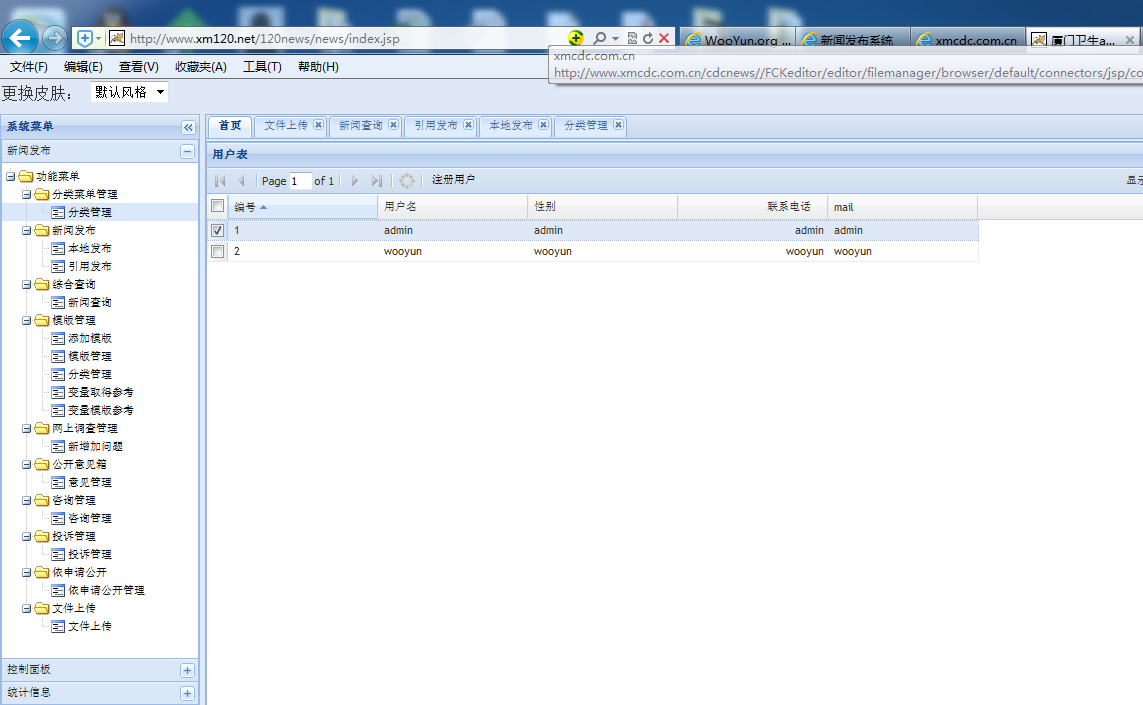 http://www.xm120.net/120news/news/index.jsp
WooYun.org ...
新闻发布系统
xmcdc.com.cn
厦门卫生a...
文件(F) 编辑(E) 查看(V) 收藏夹(A) 工具(T) 帮助(H)
xmcdc.com.cn
http://www.xmcdc.com.cn/cdcnews//FCKeditor/editor/filemanager/browser/default/connectors/jsp/co
更换皮肤： 默认风格
系统菜单
新闻发布
功能菜单
分类菜单管理
分类管理
新闻发布
本地发布
引用发布
综合查询
新闻查询
模版管理
添加模版
模版管理
分类管理
变量取得参考
变量模版参考
网上调查管理
新增加问题
公开意见箱
意见管理
咨询管理
咨询管理
投诉管理
投诉管理
依申请公开
依申请公开管理
文件上传
文件上传
控制面板
统计信息
首页 文件上传 新闻查询 引用发布 本地发布 分类管理
用户表
Page 1 of 1 注册用户 显示
编号 用户名 性别 联系电话 mail
1 admin admin admin admin
2 wooyun wooyun wooyun wooyun